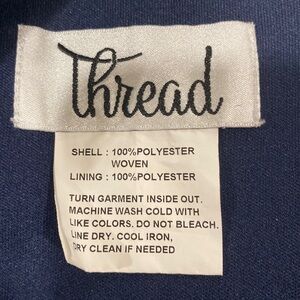 Thread
SHELL : 100%POLYESTER
WOVEN
LINING : 100%POLYESTER
TURN GARMENT INSIDE OUT.
MACHINE WASH COLD WITH
LIKE COLORS. DO NOT BLEACH.
LINE DRY. COOL IRON,
DRY CLEAN IF NEEDED